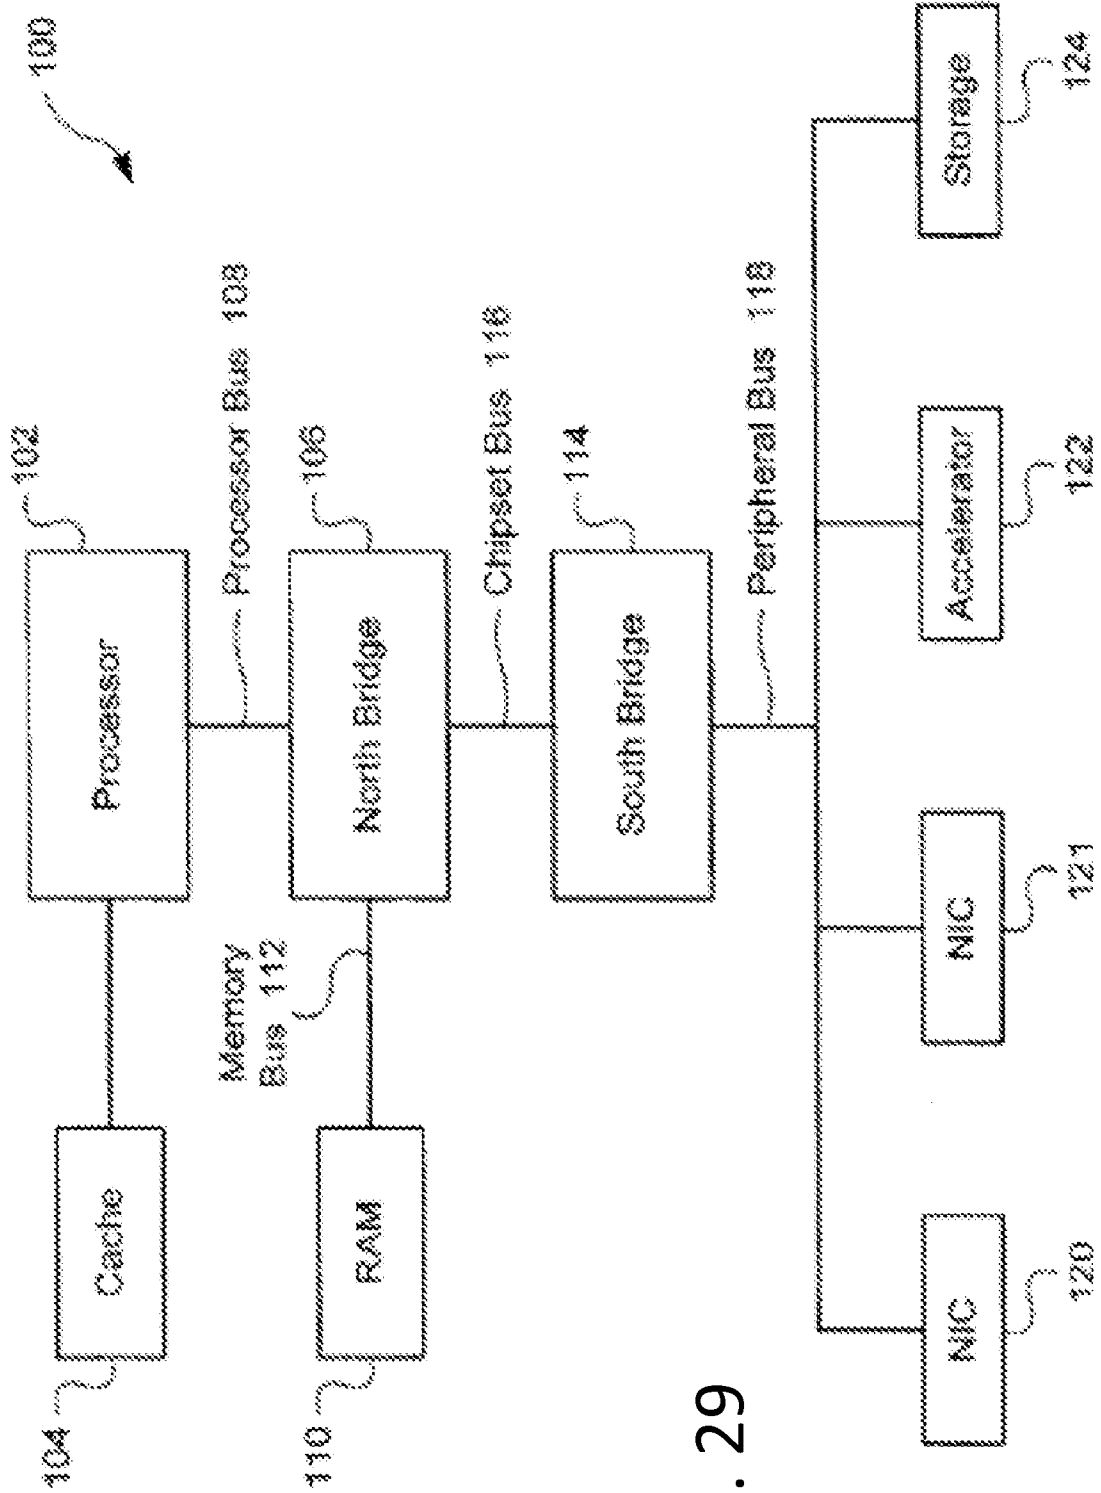 100
102
Processor
104
Cache
Processor Bus 108
106
North Bridge
Memory
Bus 112
110
RAM
Chipset Bus 116
114
South Bridge
Peripheral Bus 118
NIC
120
NIC
121
Accelerator
122
Storage
124
. 29